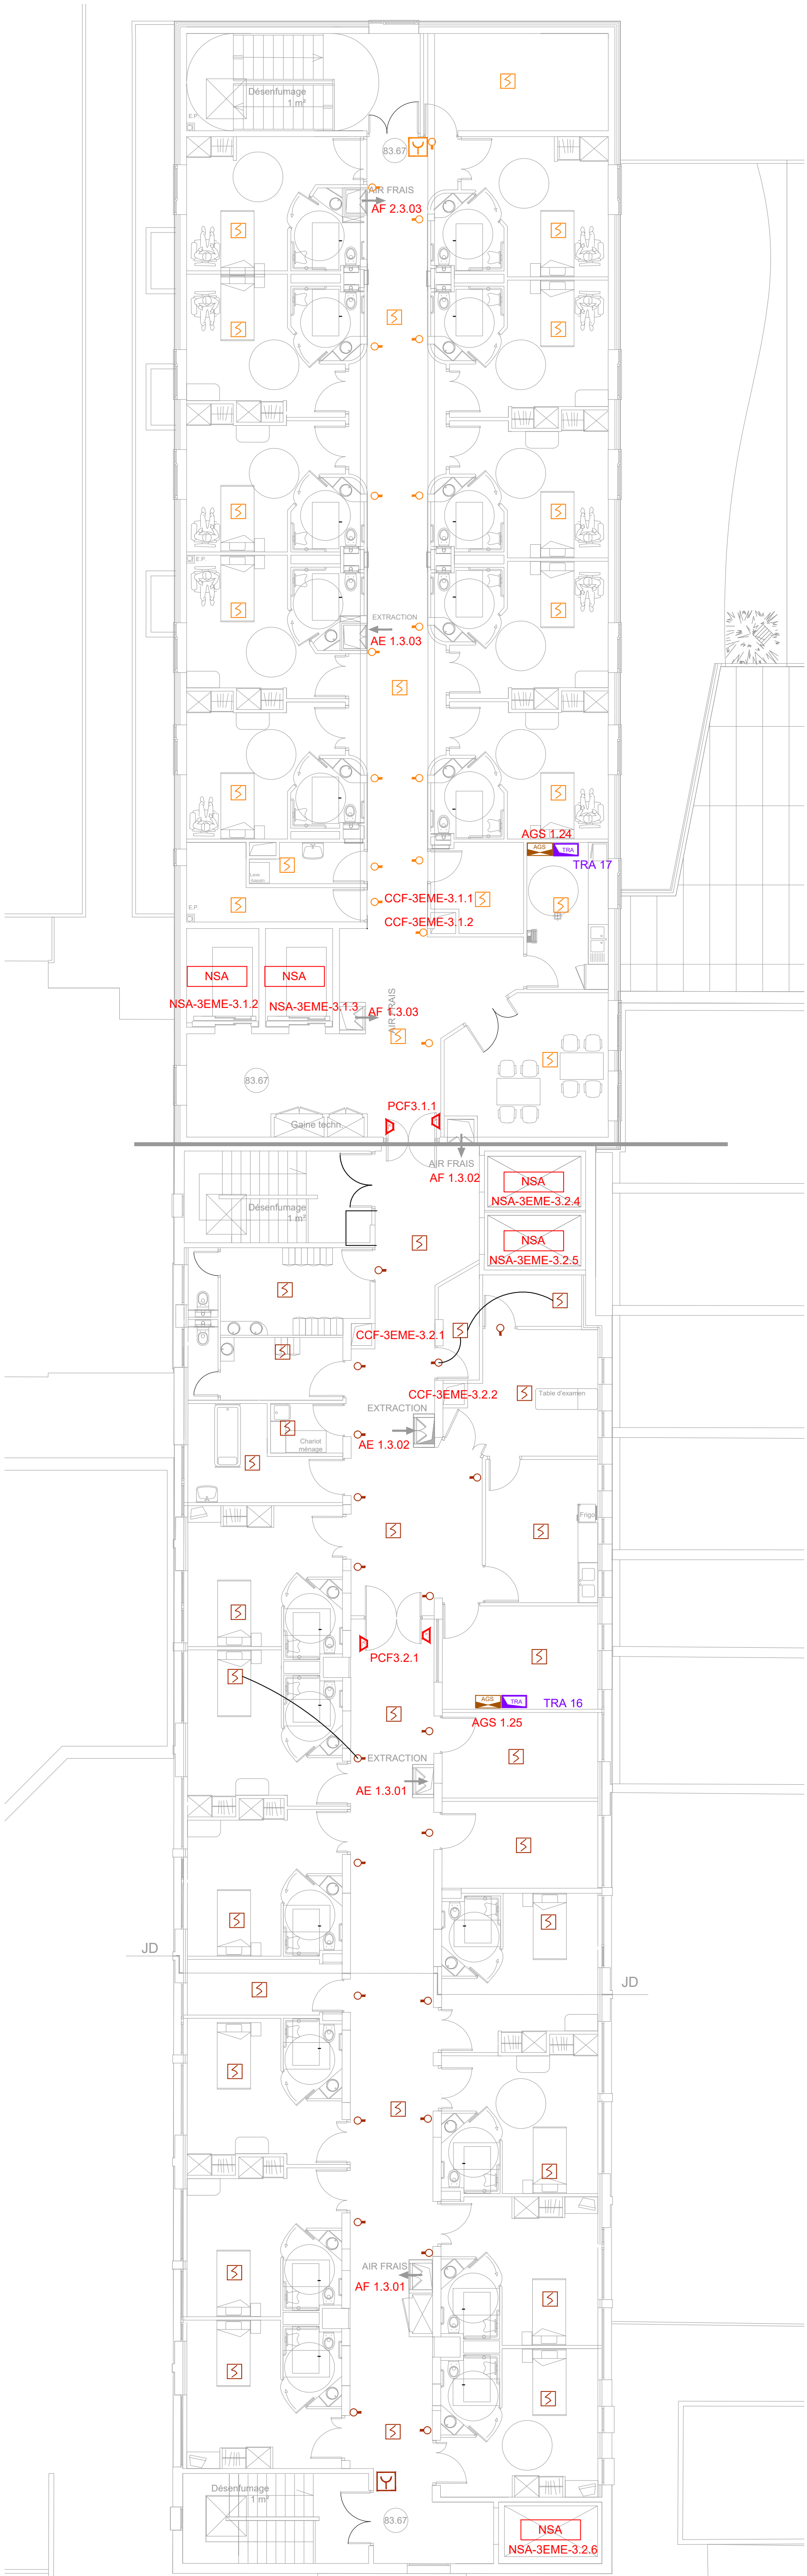 Désenfumage
1 m²
E.P.
83.67
AIR FRAIS
AF 2.3.03
E.P.
EXTRACTION
AE 1.3.03
AGS 1.24
AGS
TRA
TRA 17
Lave
bassin
CCF-3EME-3.1.1
E.P.
CCF-3EME-3.1.2
NSA
NSA
NSA-3EME-3.1.2
NSA-3EME-3.1.3
AIR FRAIS
AF 1.3.03
83.67
PCF3.1.1
Gaine techn.
AIR FRAIS
AF 1.3.02
NSA
NSA-3EME-3.2.4
Désenfumage
1 m²
NSA
NSA-3EME-3.2.5
CCF-3EME-3.2.1
CCF-3EME-3.2.2
Table d'examen
EXTRACTION
AE 1.3.02
Chariot
ménage
Frigo
PCF3.2.1
AGS
TRA
TRA 16
AGS 1.25
EXTRACTION
AE 1.3.01
JD
JD
AIR FRAIS
AF 1.3.01
Désenfumage
1 m²
83.67
NSA
NSA-3EME-3.2.6